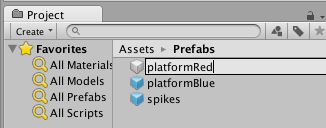 Project
Create
Favorites
All Materials
All Models
All Prefabs
All Scripts
Assets Prefabs
platformRed
platformBlue
spikes